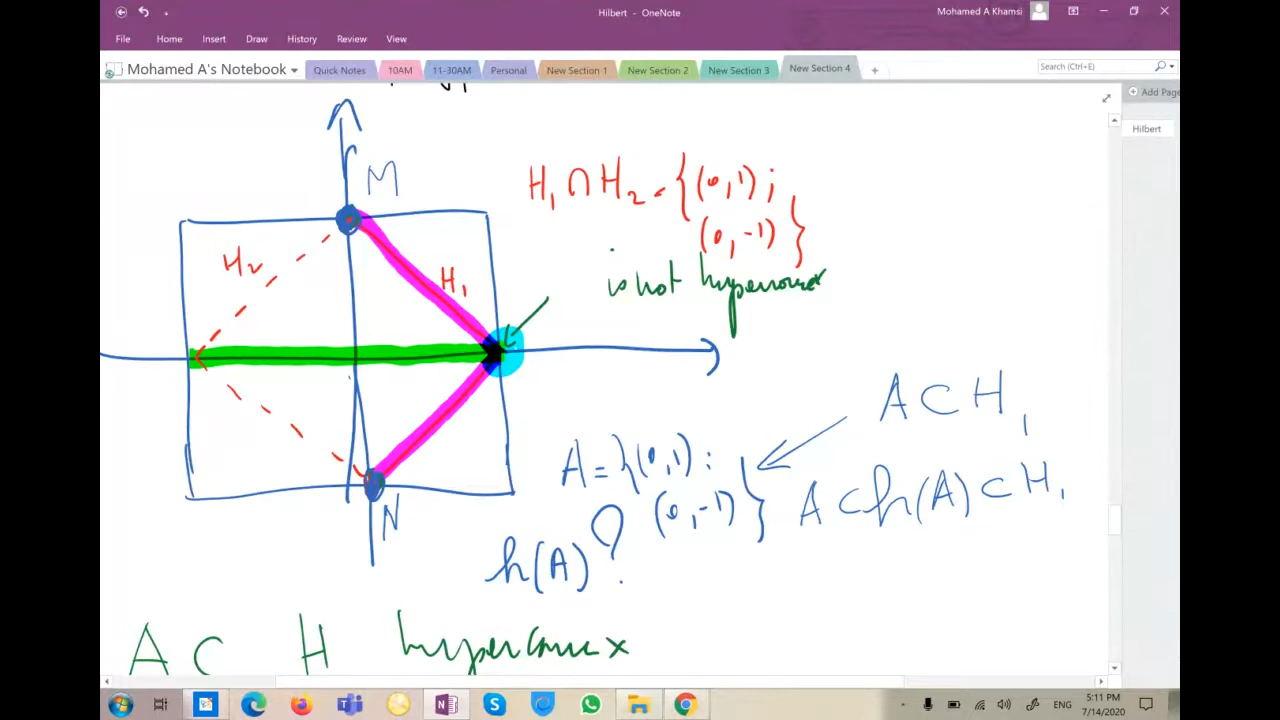 Hilbert - OneNote
Mohamed A Khamsi
File Home Insert Draw History Review View
Mohamed A's Notebook
Quick Notes 10AM 11-30AM Personal New Section 1 New Section 2 New Section 3 New Section 4
Search (Ctrl+E)
Add Page
Hilbert
M
H₁ ∩ H₂ = {(0,1);
(0,-1)}
H₂
H₁
is not hyperconvex
A ⊂ H₁
A = {(0,1):
(0,-1)}
A ⊂ h(A) ⊂ H₁
N
h(A) ?
A ⊂ H hyperconvex
5:11 PM
7/14/2020